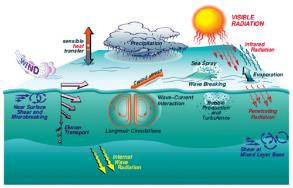 VISIBLE
RADIATION
sensible
heat
transfer
Precipitation
Infrared
Radiation
WIND
Sea Spray
Evaporation
Wave Breaking
Near Surface
Shear and
Microbreaking
Wave-Current
Interaction
Bubble
Production
and
Turbulence
Penetrating
Radiation
Ekman
Transport
Langmuir Circulations
Shear at
Mixed Layer Base
Internal
Wave
Radiation